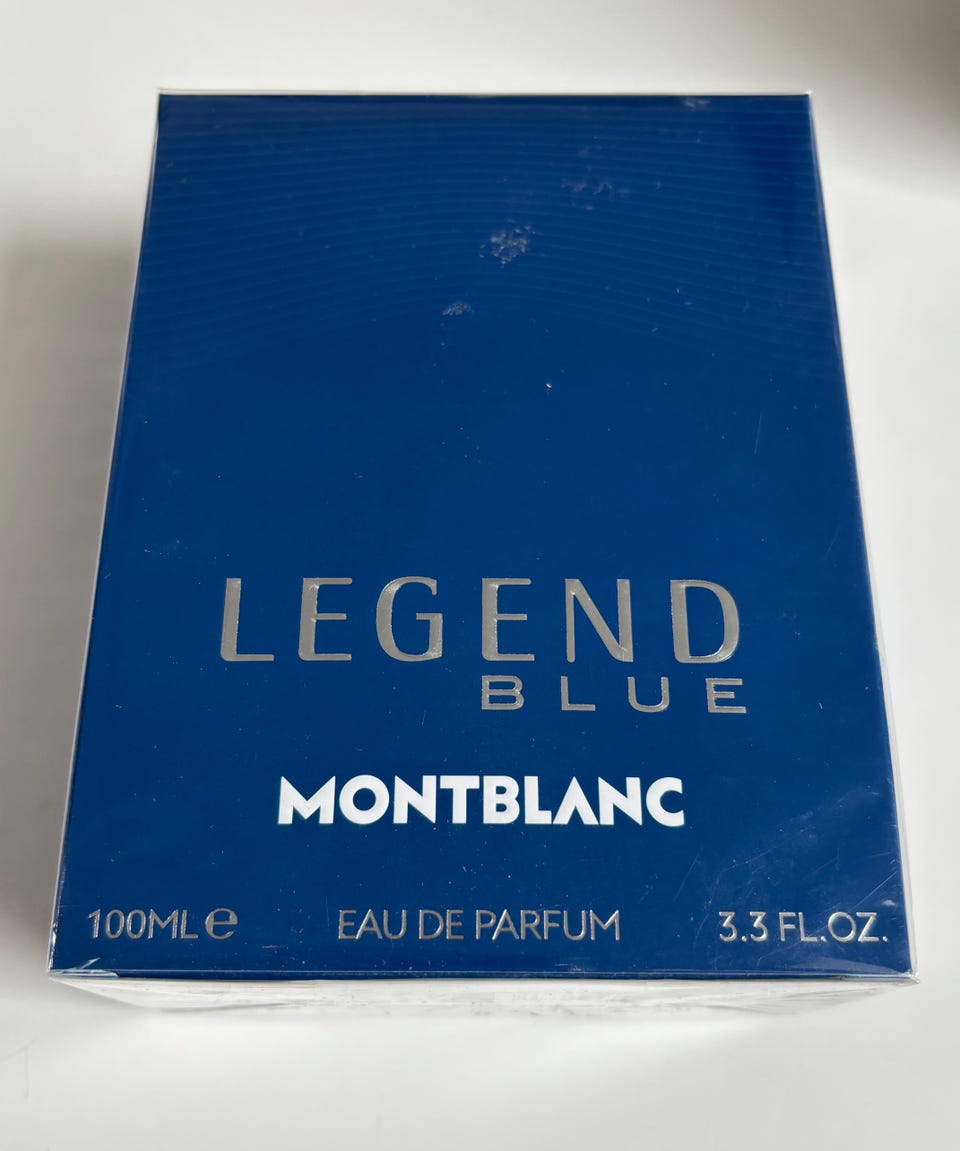 LEGEND
BLUE
MONTBLANC
100ML ℮ EAU DE PARFUM 3.3 FL.OZ.